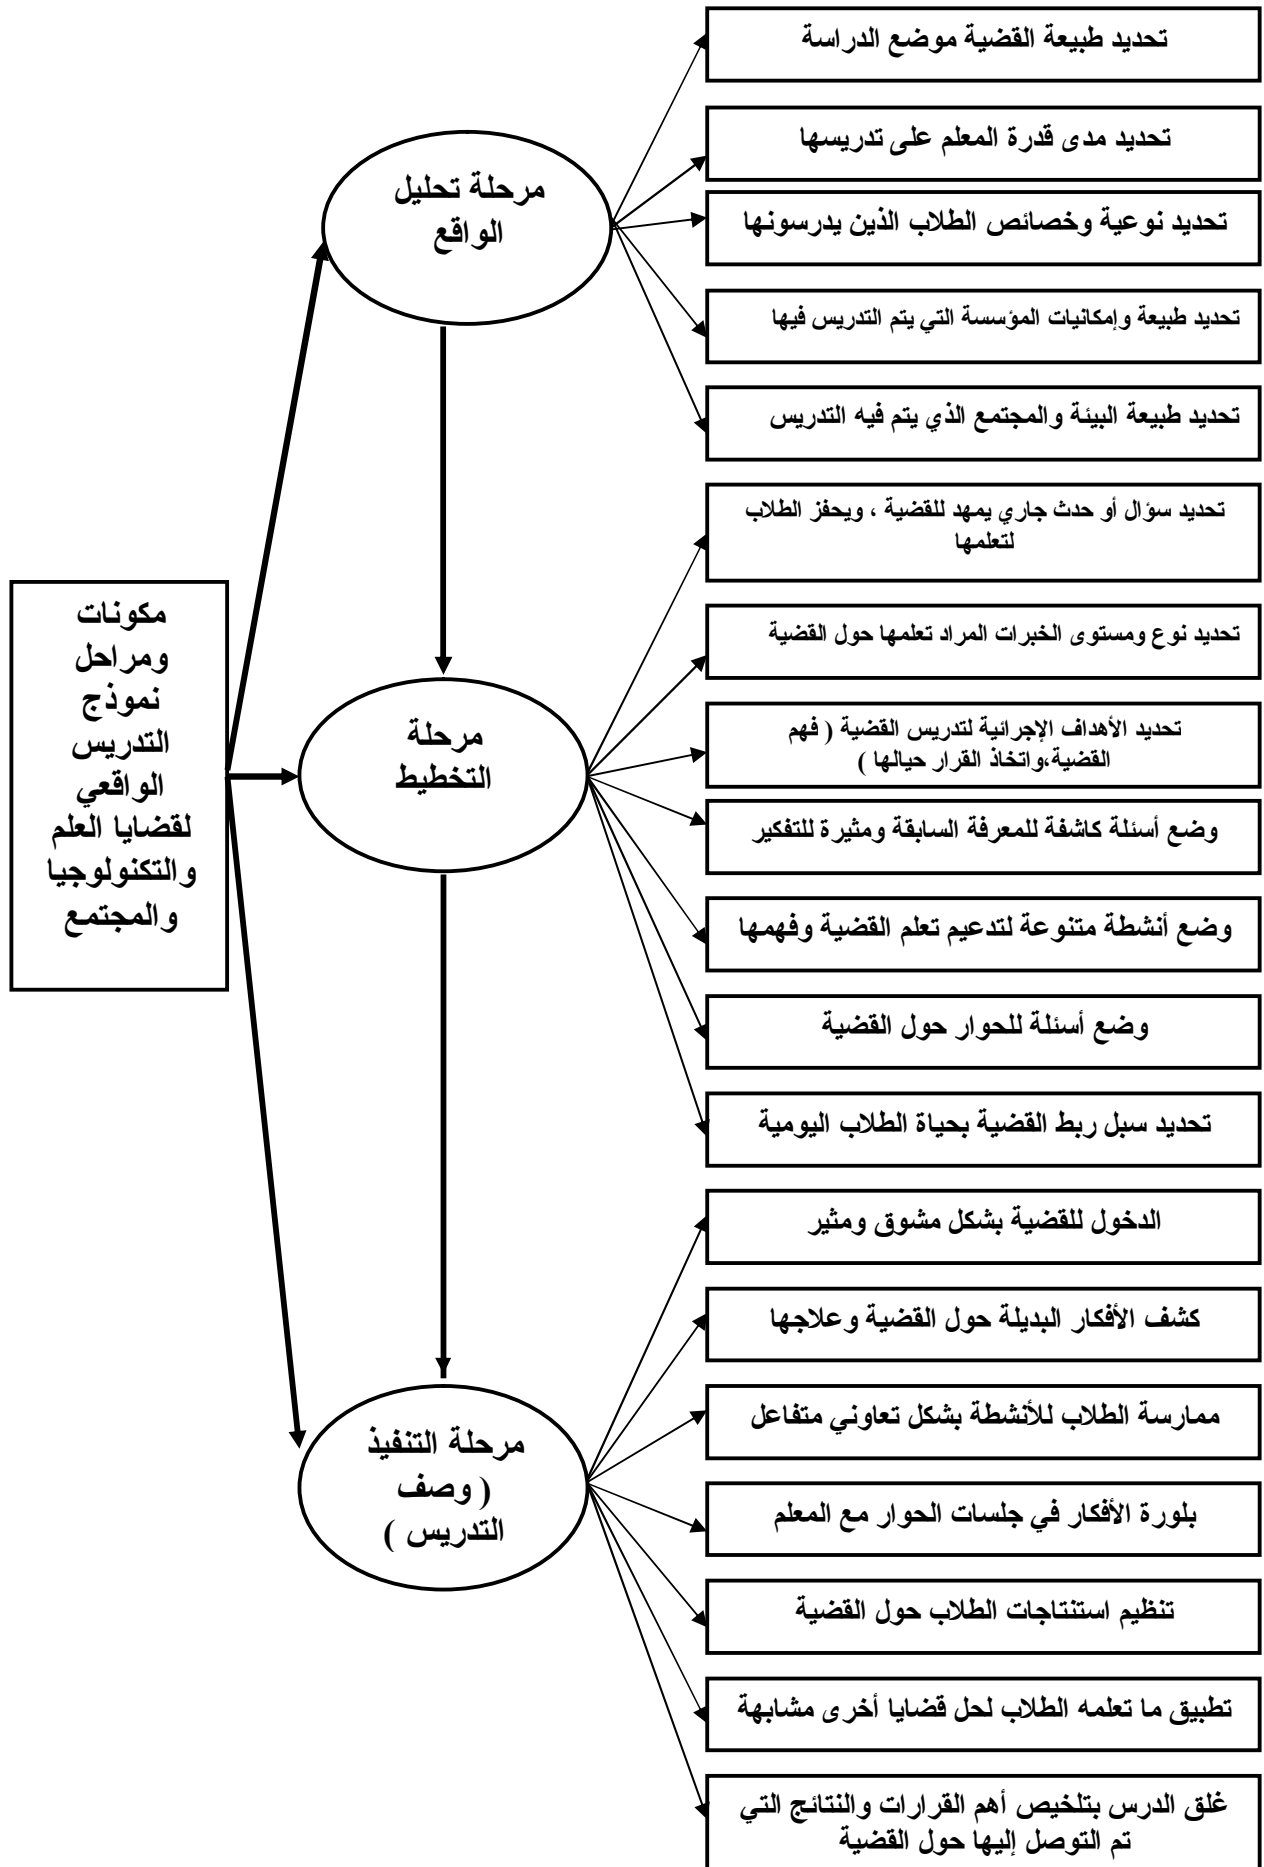 مكونات
ومراحل
نموذج
التدريس
الواقعي
لقضايا العلم
والتكنولوجيا
والمجتمع
مرحلة تحليل
الواقع
تحديد طبيعة القضية موضع الدراسة
تحديد مدى قدرة المعلم على تدريسها
تحديد نوعية وخصائص الطلاب الذين يدرسونها
تحديد طبيعة وإمكانيات المؤسسة التي يتم التدريس فيها
تحديد طبيعة البيئة والمجتمع الذي يتم فيه التدريس
مرحلة
التخطيط
تحديد سؤال أو حدث جاري يمهد للقضية ، ويحفز الطلاب
لتعلمها
تحديد نوع ومستوى الخبرات المراد تعلمها حول القضية
تحديد الأهداف الإجرائية لتدريس القضية ( فهم
القضية،واتخاذ القرار حيالها )
وضع أسئلة كاشفة للمعرفة السابقة ومثيرة للتفكير
وضع أنشطة متنوعة لتدعيم تعلم القضية وفهمها
وضع أسئلة للحوار حول القضية
تحديد سبل ربط القضية بحياة الطلاب اليومية
مرحلة التنفيذ
( وصف
التدريس )
الدخول للقضية بشكل مشوق ومثير
كشف الأفكار البديلة حول القضية وعلاجها
ممارسة الطلاب للأنشطة بشكل تعاوني متفاعل
بلورة الأفكار في جلسات الحوار مع المعلم
تنظيم استنتاجات الطلاب حول القضية
تطبيق ما تعلمه الطلاب لحل قضايا أخرى مشابهة
غلق الدرس بتلخيص أهم القرارات والنتائج التي
تم التوصل إليها حول القضية